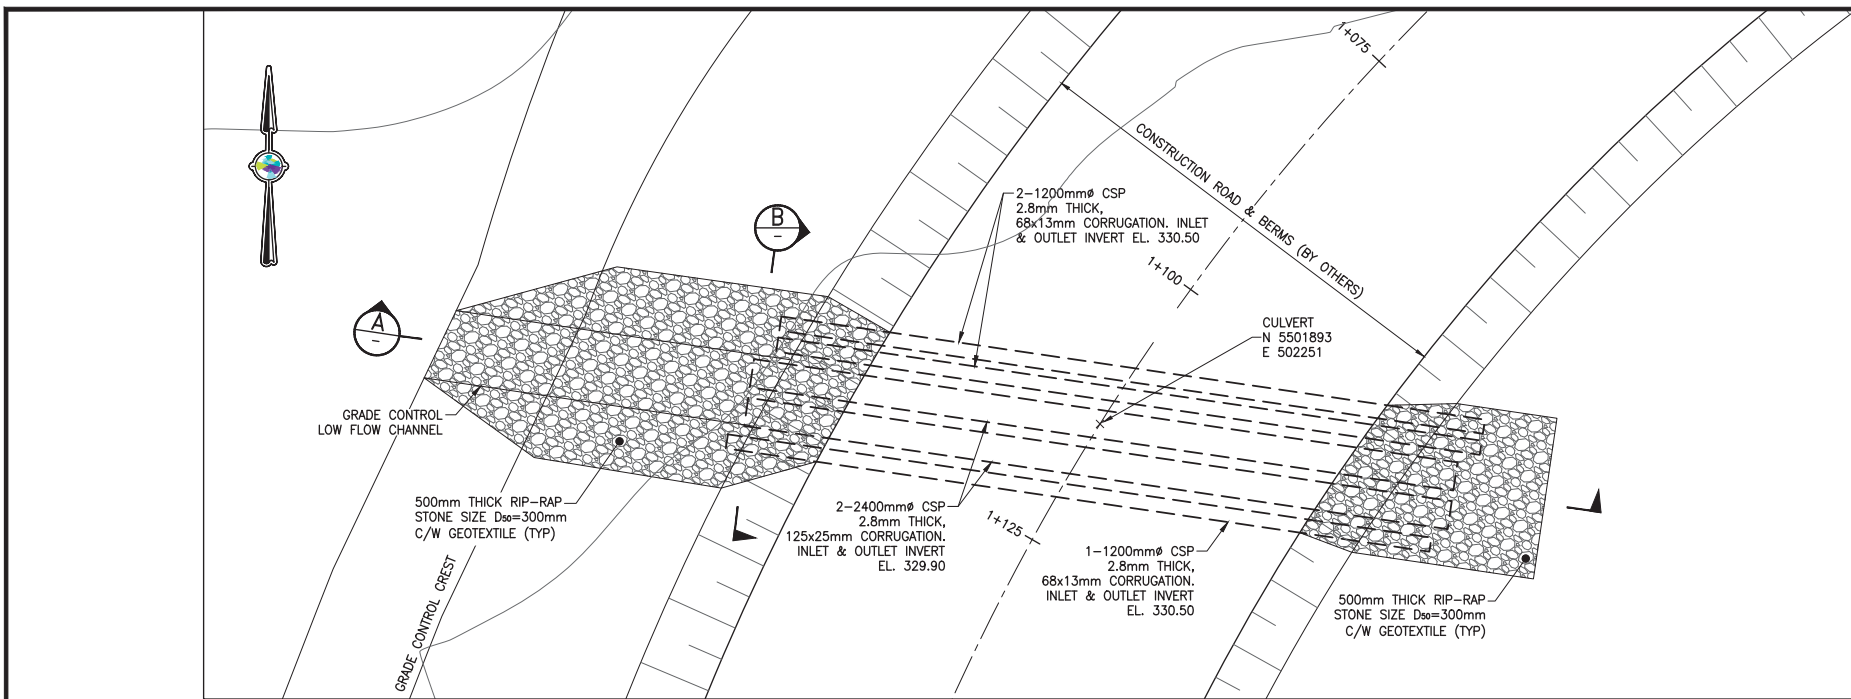 1+075
CONSTRUCTION ROAD & BERMS (BY OTHERS)
2-1200mmø CSP
2.8mm THICK,
68x13mm CORRUGATION. INLET
& OUTLET INVERT EL. 330.50
B
-
1+100
A
-
CULVERT
N 5501893
E 502251
GRADE CONTROL
LOW FLOW CHANNEL
500mm THICK RIP-RAP
STONE SIZE D50=300mm
C/W GEOTEXTILE (TYP)
2-2400mmø CSP
2.8mm THICK,
125x25mm CORRUGATION.
INLET & OUTLET INVERT
EL. 329.90
1+125
1-1200mmø CSP
2.8mm THICK,
68x13mm CORRUGATION.
INLET & OUTLET INVERT
EL. 330.50
500mm THICK RIP-RAP
STONE SIZE D50=300mm
C/W GEOTEXTILE (TYP)
GRADE CONTROL CREST